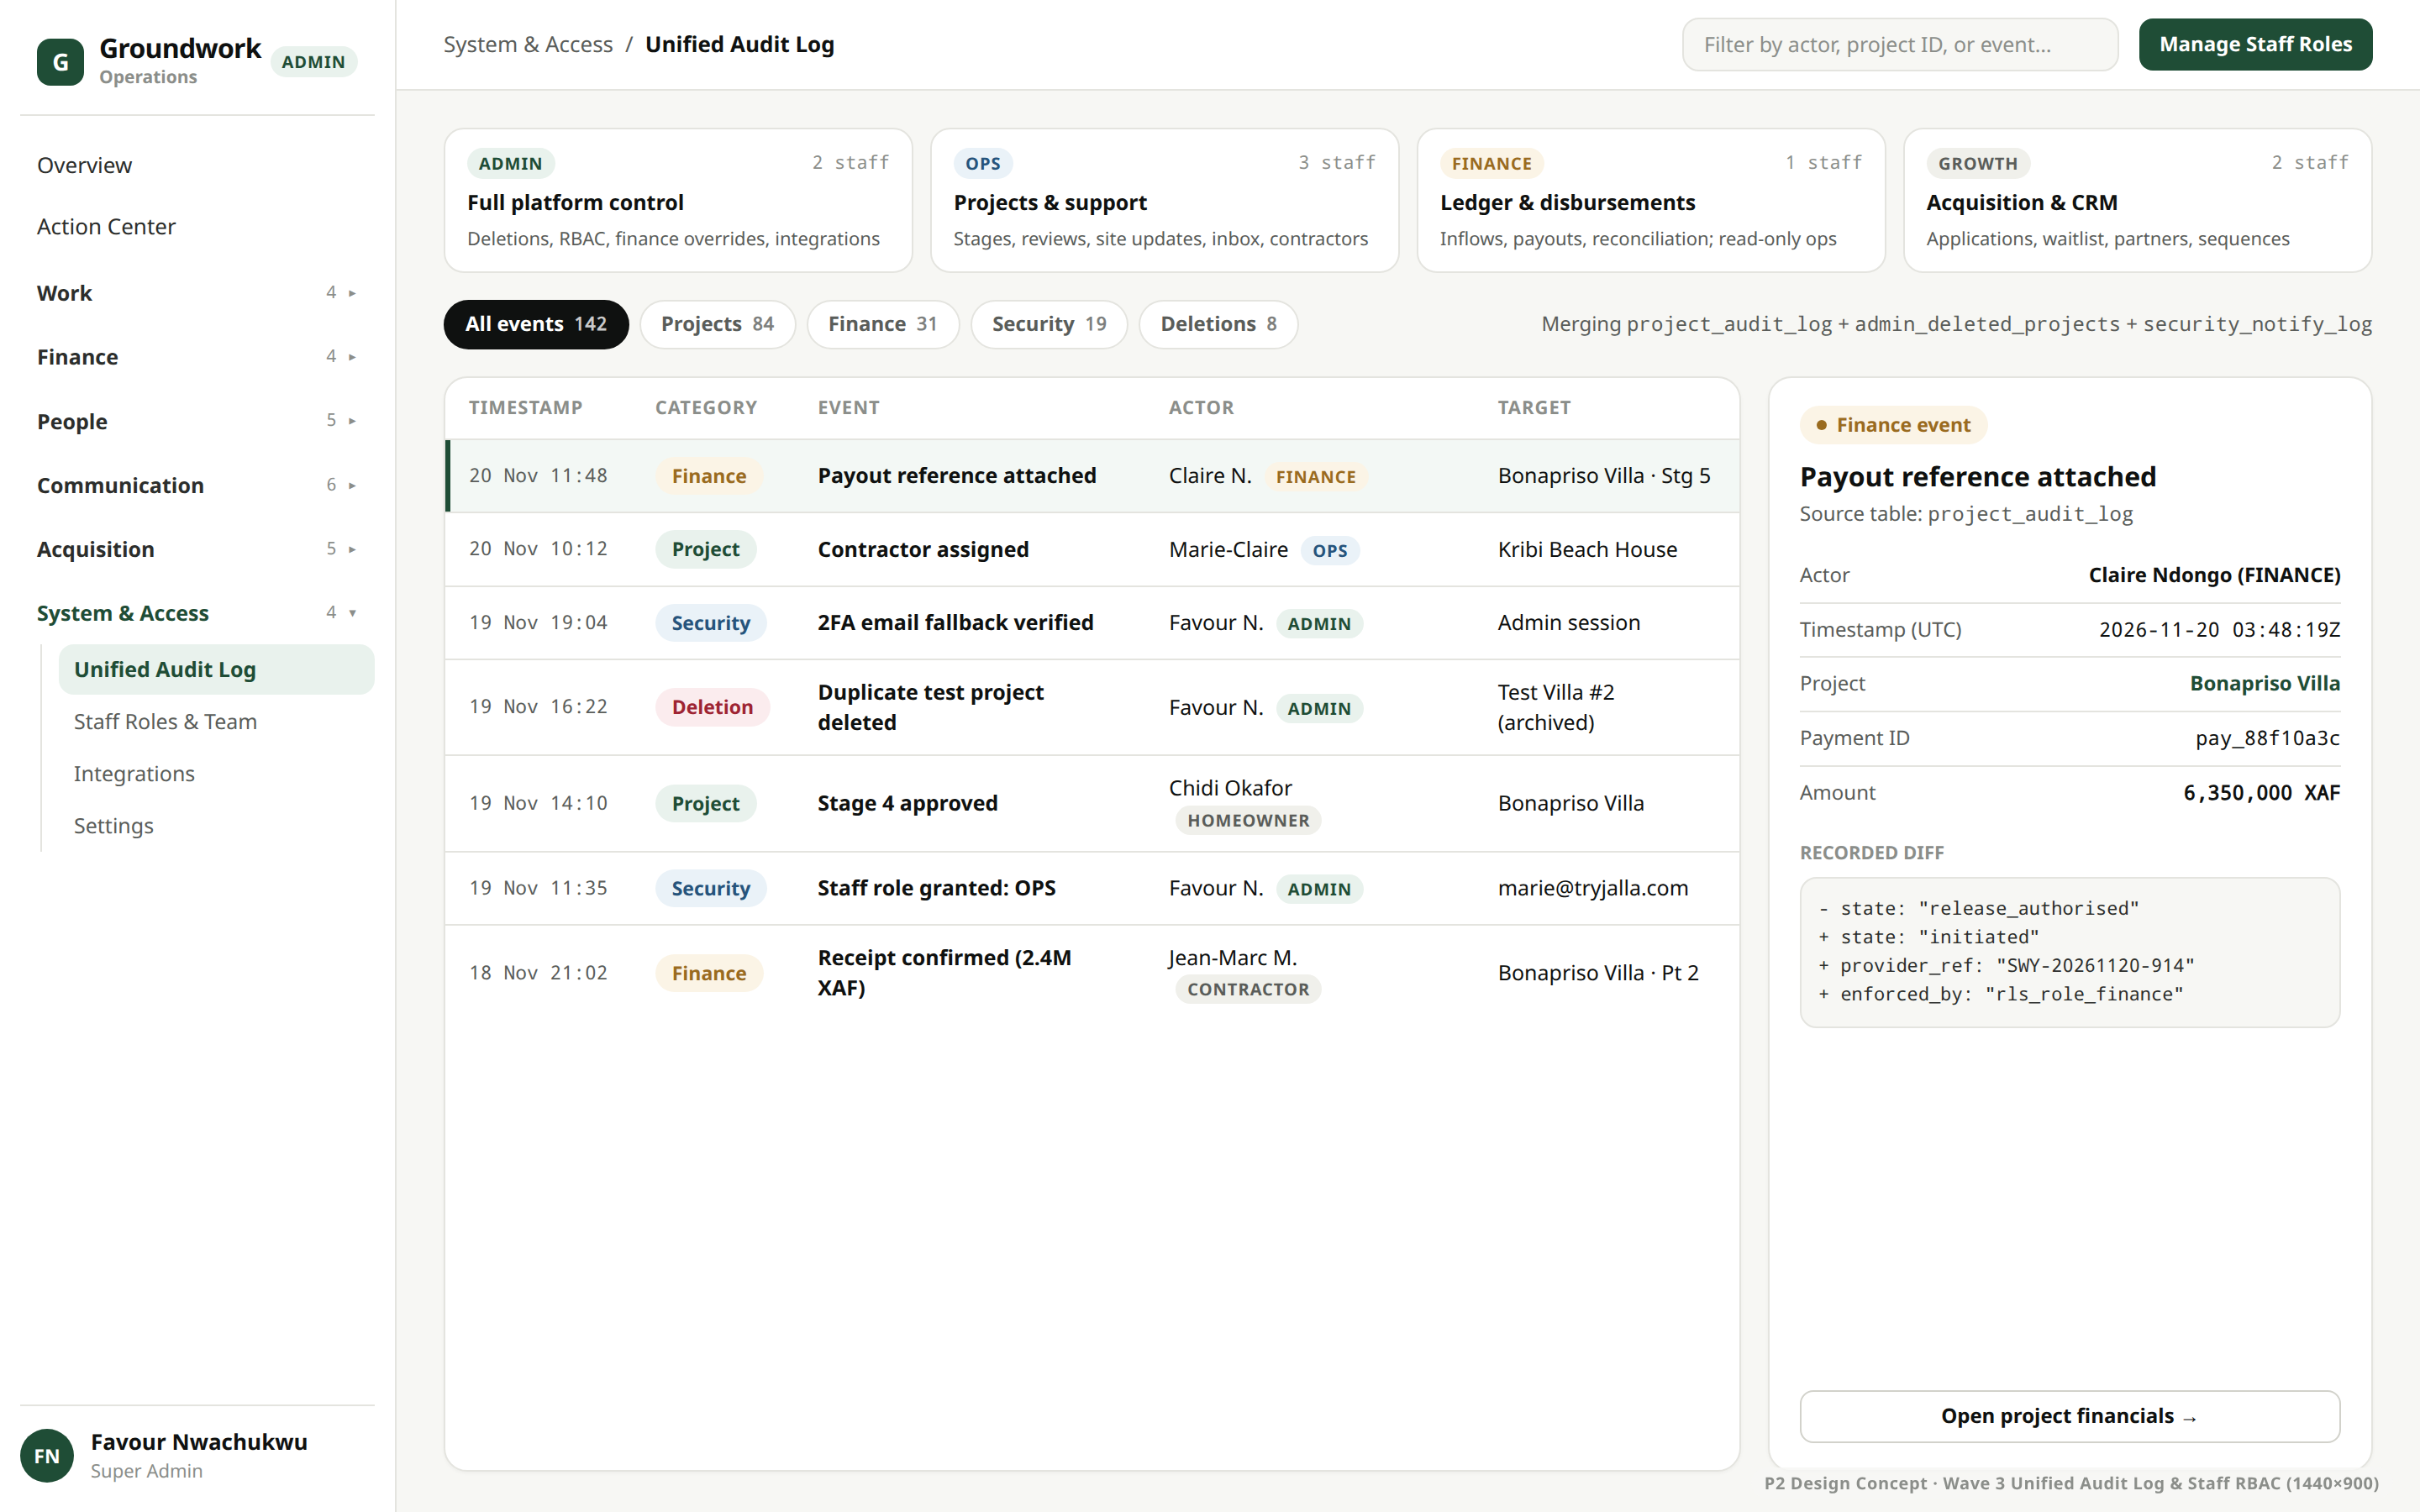 G
Groundwork
Operations
ADMIN
Overview
Action Center
Work 4 ▸
Finance 4 ▸
People 5 ▸
Communication 6 ▸
Acquisition 5 ▸
System & Access 4 ▾
Unified Audit Log
Staff Roles & Team
Integrations
Settings
FN
Favour Nwachukwu
Super Admin
System & Access / Unified Audit Log
Filter by actor, project ID, or event...
Manage Staff Roles
ADMIN 2 staff
Full platform control
Deletions, RBAC, finance overrides, integrations
OPS 3 staff
Projects & support
Stages, reviews, site updates, inbox, contractors
FINANCE 1 staff
Ledger & disbursements
Inflows, payouts, reconciliation; read-only ops
GROWTH 2 staff
Acquisition & CRM
Applications, waitlist, partners, sequences
All events 142
Projects 84
Finance 31
Security 19
Deletions 8
Merging project_audit_log + admin_deleted_projects + security_notify_log
TIMESTAMP CATEGORY EVENT ACTOR TARGET
20 Nov 11:48 Finance Payout reference attached Claire N. FINANCE Bonapriso Villa · Stg 5
20 Nov 10:12 Project Contractor assigned Marie-Claire OPS Kribi Beach House
19 Nov 19:04 Security 2FA email fallback verified Favour N. ADMIN Admin session
19 Nov 16:22 Deletion Duplicate test project
deleted
Favour N. ADMIN
Test Villa #2
(archived)
19 Nov 14:10 Project Stage 4 approved
Chidi Okafor
HOMEOWNER
Bonapriso Villa
19 Nov 11:35 Security Staff role granted: OPS Favour N. ADMIN marie@tryjalla.com
18 Nov 21:02 Finance Receipt confirmed (2.4M
XAF)
Jean-Marc M.
CONTRACTOR
Bonapriso Villa · Pt 2
Finance event
Payout reference attached
Source table: project_audit_log
Actor Claire Ndongo (FINANCE)
Timestamp (UTC) 2026-11-20 03:48:19Z
Project Bonapriso Villa
Payment ID pay_88f10a3c
Amount 6,350,000 XAF
RECORDED DIFF
- state: "release_authorised"
+ state: "initiated"
+ provider_ref: "SWY-20261120-914"
+ enforced_by: "rls_role_finance"
Open project financials →
P2 Design Concept · Wave 3 Unified Audit Log & Staff RBAC (1440×900)